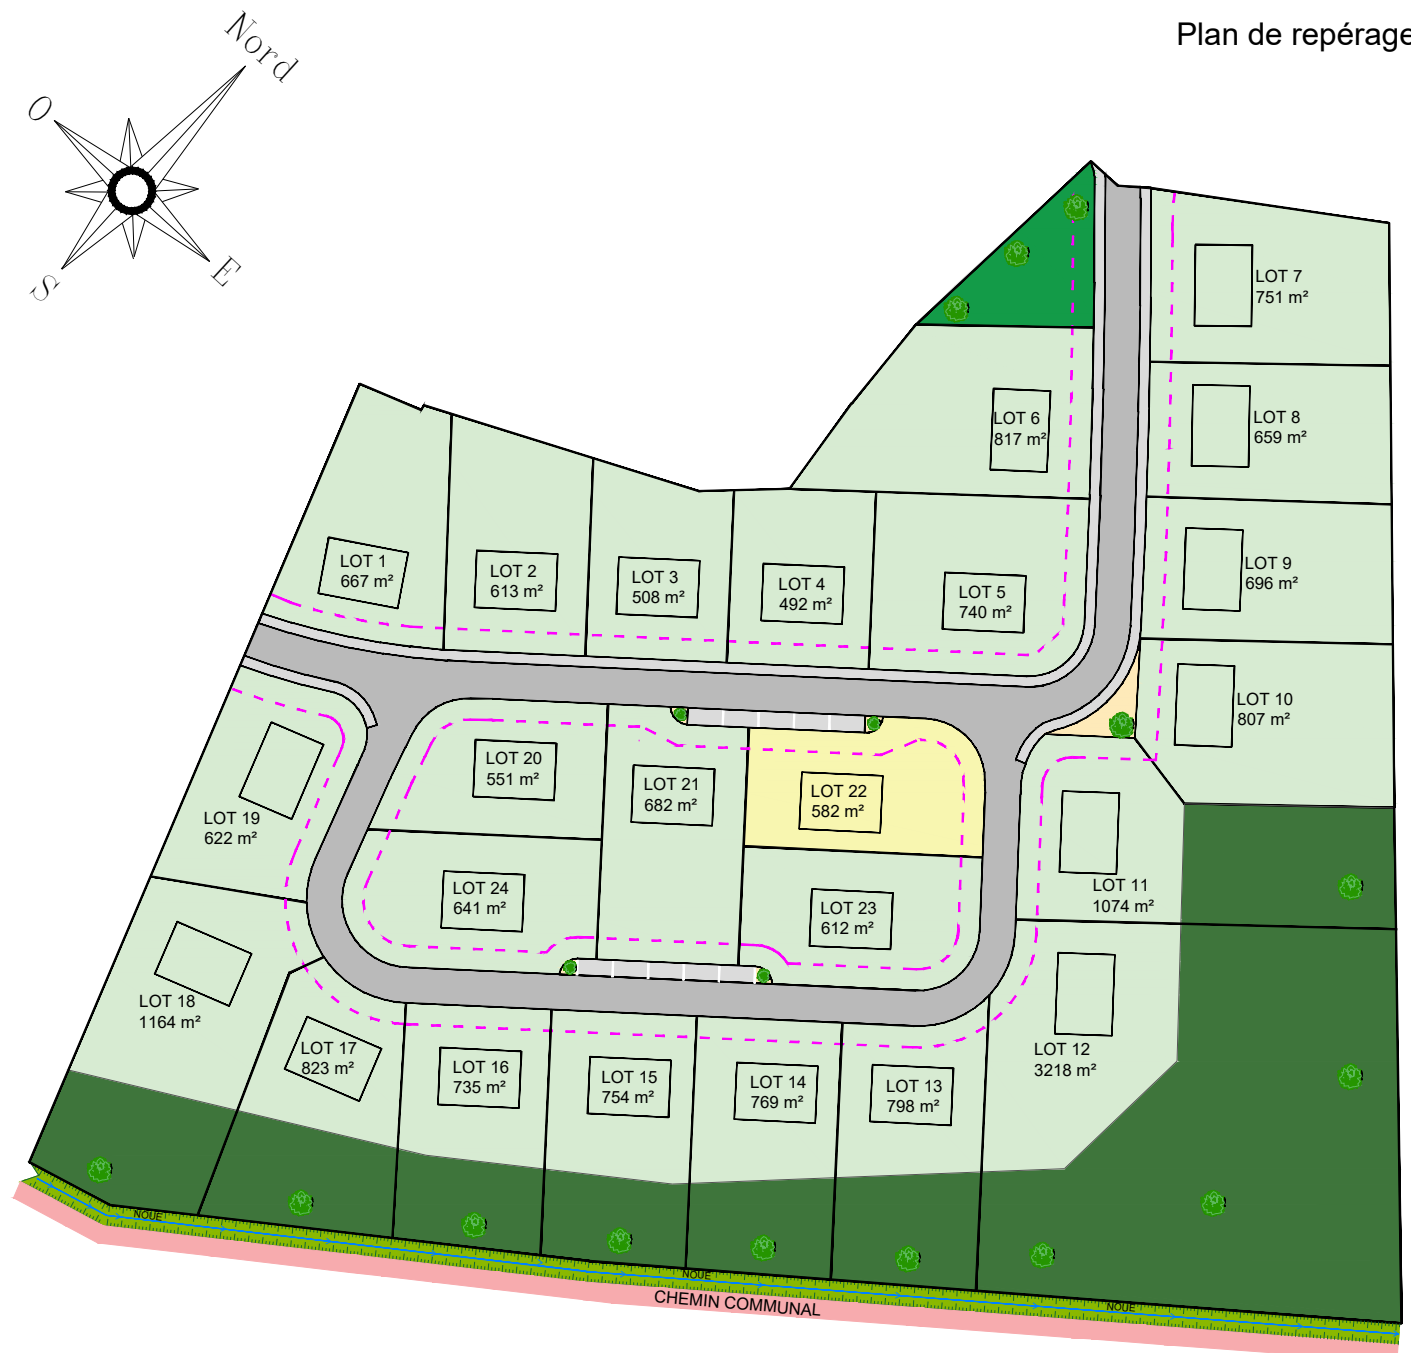 Plan de repérage
Nord
O
S
E
LOT 7
751 m²
LOT 8
659 m²
LOT 6
817 m²
LOT 1
667 m²
LOT 2
613 m²
LOT 3
508 m²
LOT 4
492 m²
LOT 5
740 m²
LOT 9
696 m²
LOT 10
807 m²
LOT 19
622 m²
LOT 20
551 m²
LOT 21
682 m²
LOT 22
582 m²
LOT 24
641 m²
LOT 23
612 m²
LOT 11
1074 m²
LOT 18
1164 m²
LOT 17
823 m²
LOT 16
735 m²
LOT 15
754 m²
LOT 14
769 m²
LOT 13
798 m²
LOT 12
3218 m²
NOUE
NOUE
NOUE
CHEMIN COMMUNAL